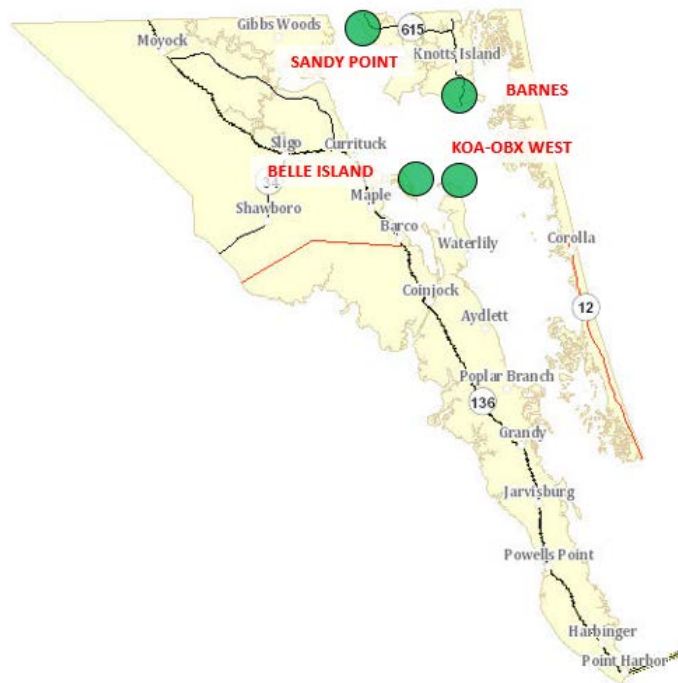 Gibbs Woods
615
Moyock
SANDY POINT
Knotts Island
BARNES
Sligo
Currituck
KOA-OBX WEST
BELLE ISLAND
34
Maple
Shawboro
Barco
Waterlily
Corolla
Coinjock
12
Aydlett
Poplar Branch
136
Grandy
Jarvisburg
Powells Point
Harbinger
Point Harbor